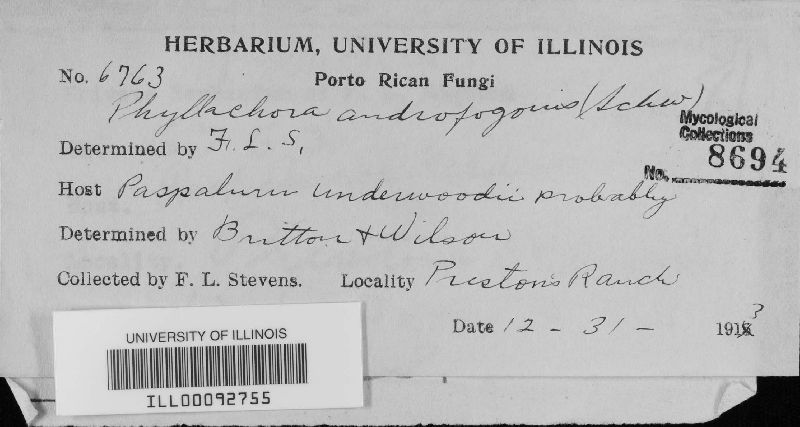 HERBARIUM, UNIVERSITY OF ILLINOIS
No. 6763 Porto Rican Fungi
Phyllachora andropogonis (Schw)
Mycological
Collections
No. 8694
Determined by F. L. S.
Host Paspalum underwoodii probably
Determined by Britton & Wilson
Collected by F. L. Stevens. Locality Preston's Ranch
Date 12 - 31 - 1913
UNIVERSITY OF ILLINOIS
ILL00092755